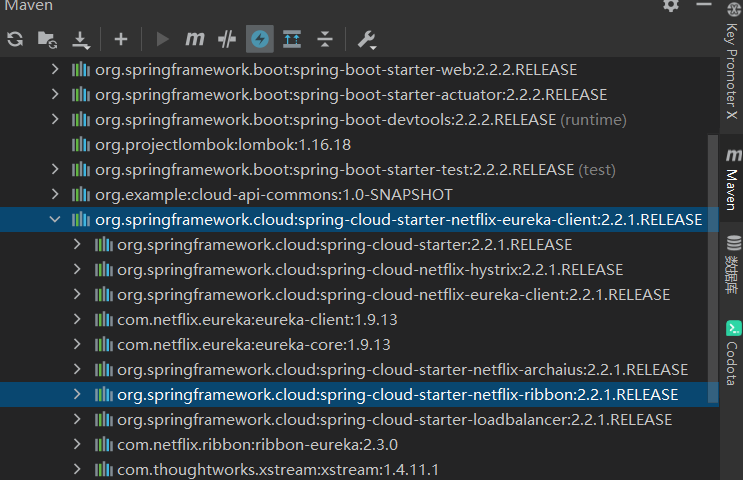 Maven
org.springframework.boot:spring-boot-starter-web:2.2.2.RELEASE
org.springframework.boot:spring-boot-starter-actuator:2.2.2.RELEASE
org.springframework.boot:spring-boot-devtools:2.2.2.RELEASE (runtime)
org.projectlombok:lombok:1.16.18
org.springframework.boot:spring-boot-starter-test:2.2.2.RELEASE (test)
org.example:cloud-api-commons:1.0-SNAPSHOT
org.springframework.cloud:spring-cloud-starter-netflix-eureka-client:2.2.1.RELEASE
org.springframework.cloud:spring-cloud-starter:2.2.1.RELEASE
org.springframework.cloud:spring-cloud-netflix-hystrix:2.2.1.RELEASE
org.springframework.cloud:spring-cloud-netflix-eureka-client:2.2.1.RELEASE
com.netflix.eureka:eureka-client:1.9.13
com.netflix.eureka:eureka-core:1.9.13
org.springframework.cloud:spring-cloud-starter-netflix-archaius:2.2.1.RELEASE
org.springframework.cloud:spring-cloud-starter-netflix-ribbon:2.2.1.RELEASE
org.springframework.cloud:spring-cloud-starter-loadbalancer:2.2.1.RELEASE
com.netflix.ribbon:ribbon-eureka:2.3.0
com.thoughtworks.xstream:xstream:1.4.11.1
Key Promoter X
Maven
数据库
Codota